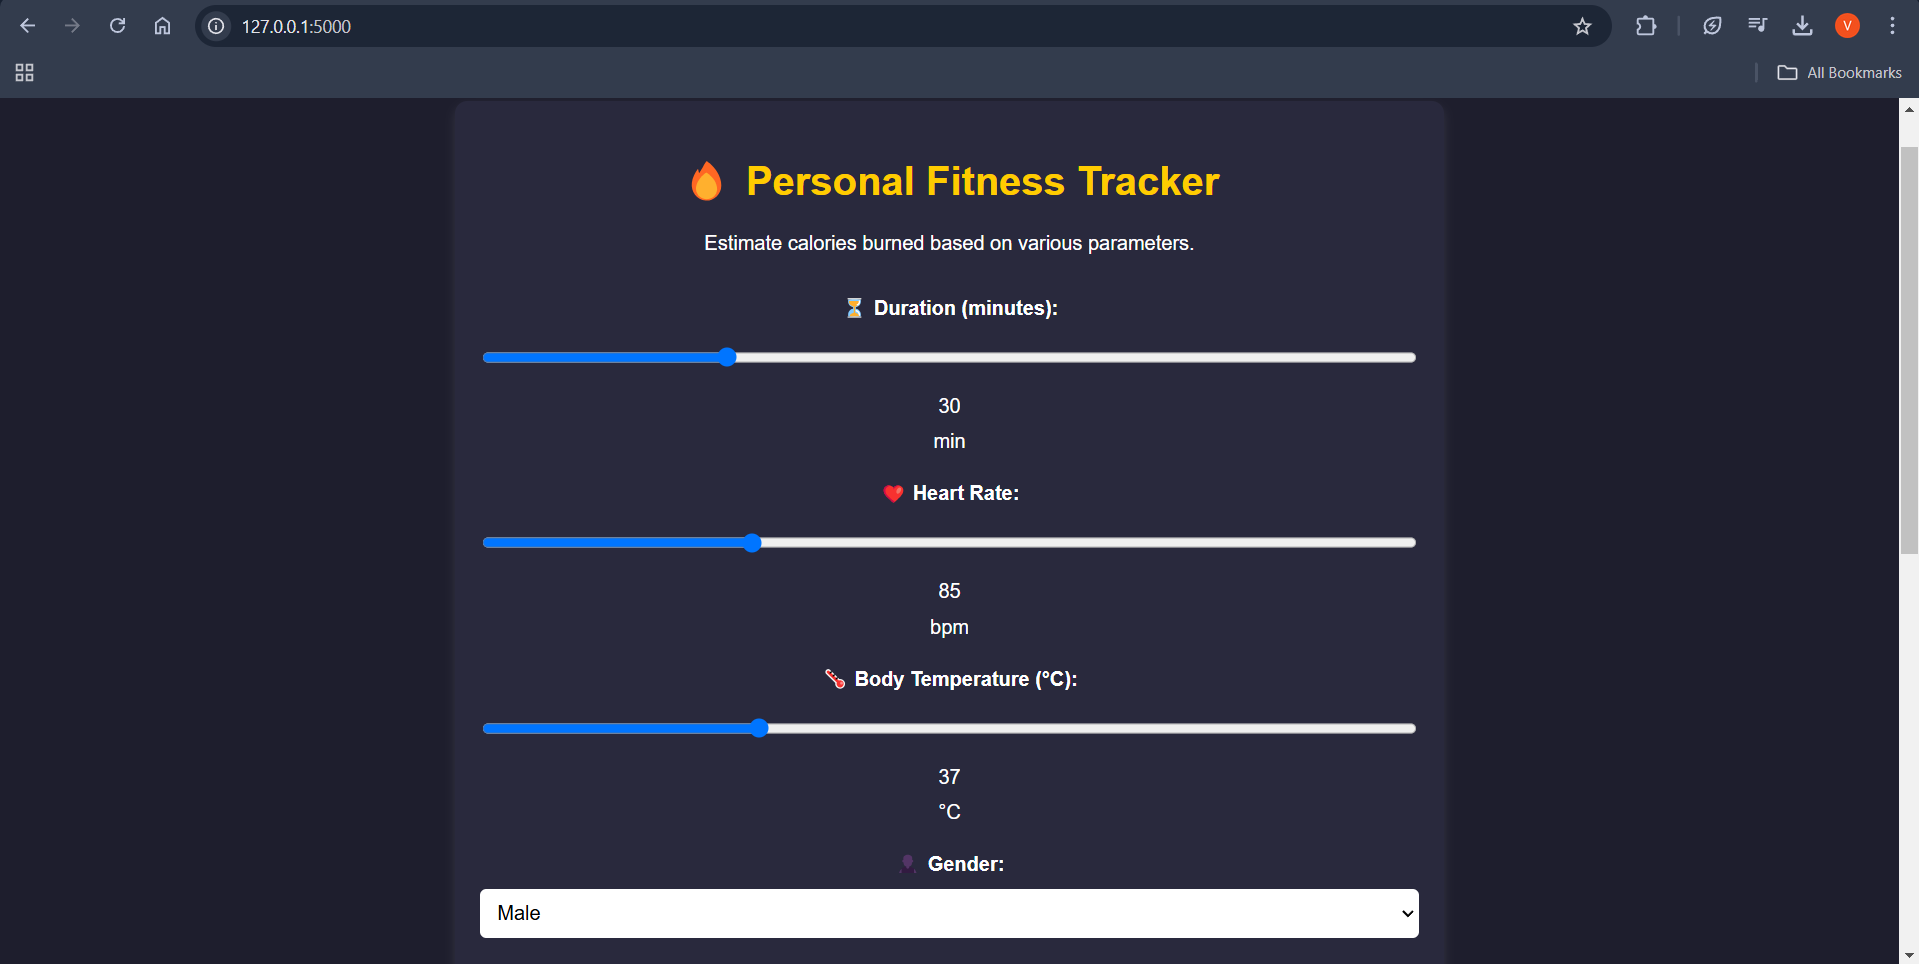 127.0.0.1:5000
V
All Bookmarks
Personal Fitness Tracker
Estimate calories burned based on various parameters.
Duration (minutes):
30
min
Heart Rate:
85
bpm
Body Temperature (°C):
37
°C
Gender:
Male